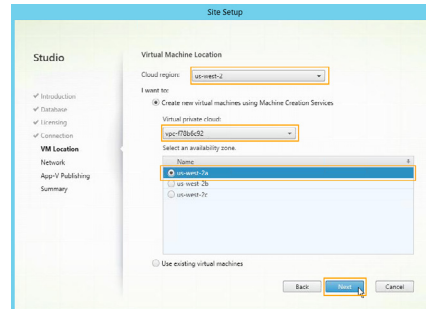 Site Setup
Studio
✔ Introduction
✔ Database
✔ Licensing
✔ Connection
VM Location
Network
App-V Publishing
Summary
Virtual Machine Location
Cloud region: us-west-2
I want to:
Create new virtual machines using Machine Creation Services
Virtual private cloud:
vpc-f78b6c92
Select an availability zone.
Name
us-west-2a
us-west-2b
us-west-2c
Use existing virtual machines
Back Next Cancel